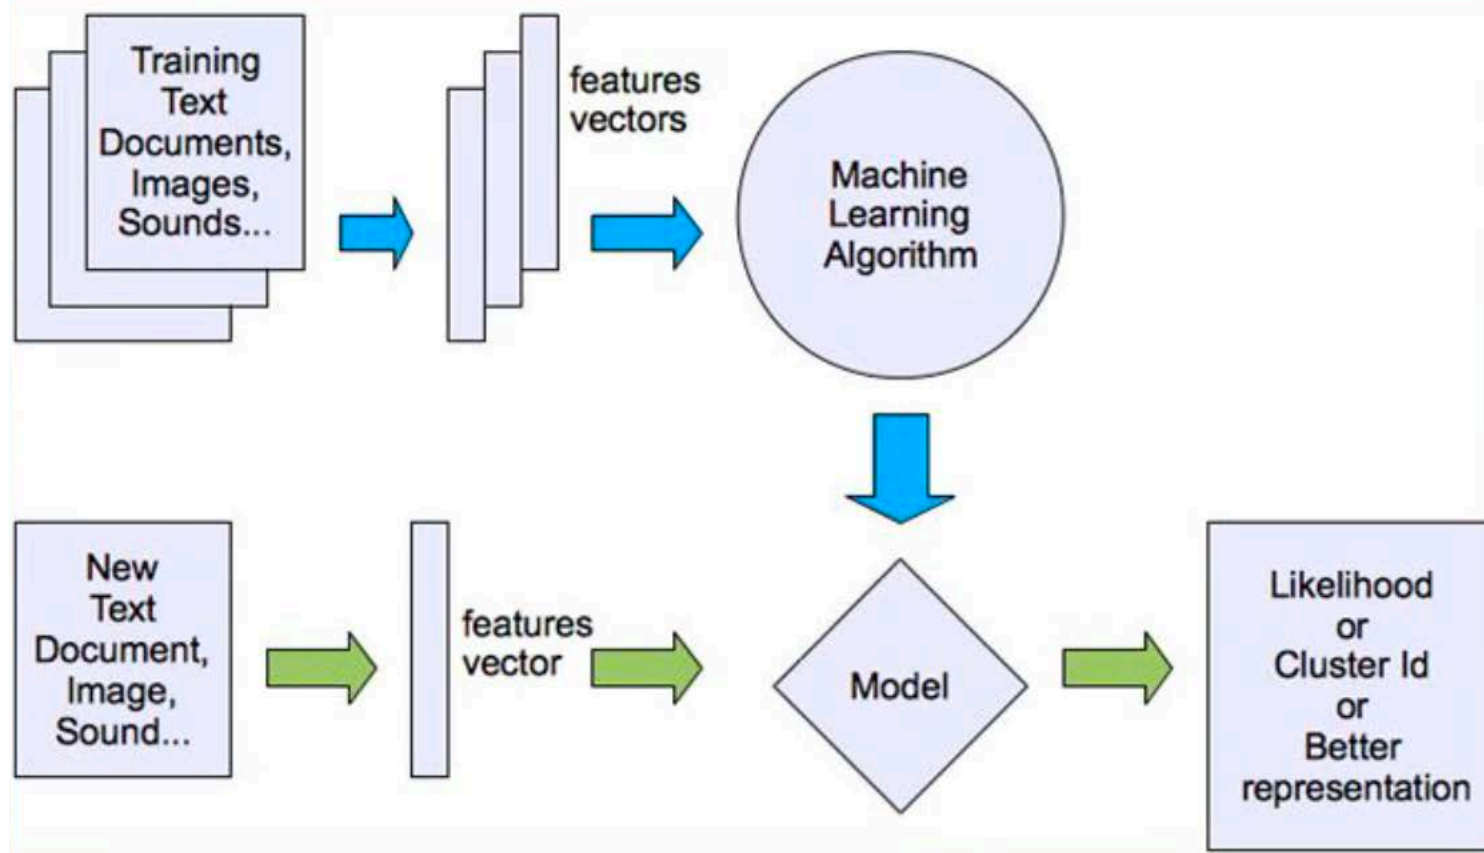 Training
Text
Documents,
Images,
Sounds...
features
vectors
Machine
Learning
Algorithm
New
Text
Document,
Image,
Sound...
features
vector
Model
Likelihood
or
Cluster Id
or
Better
representation